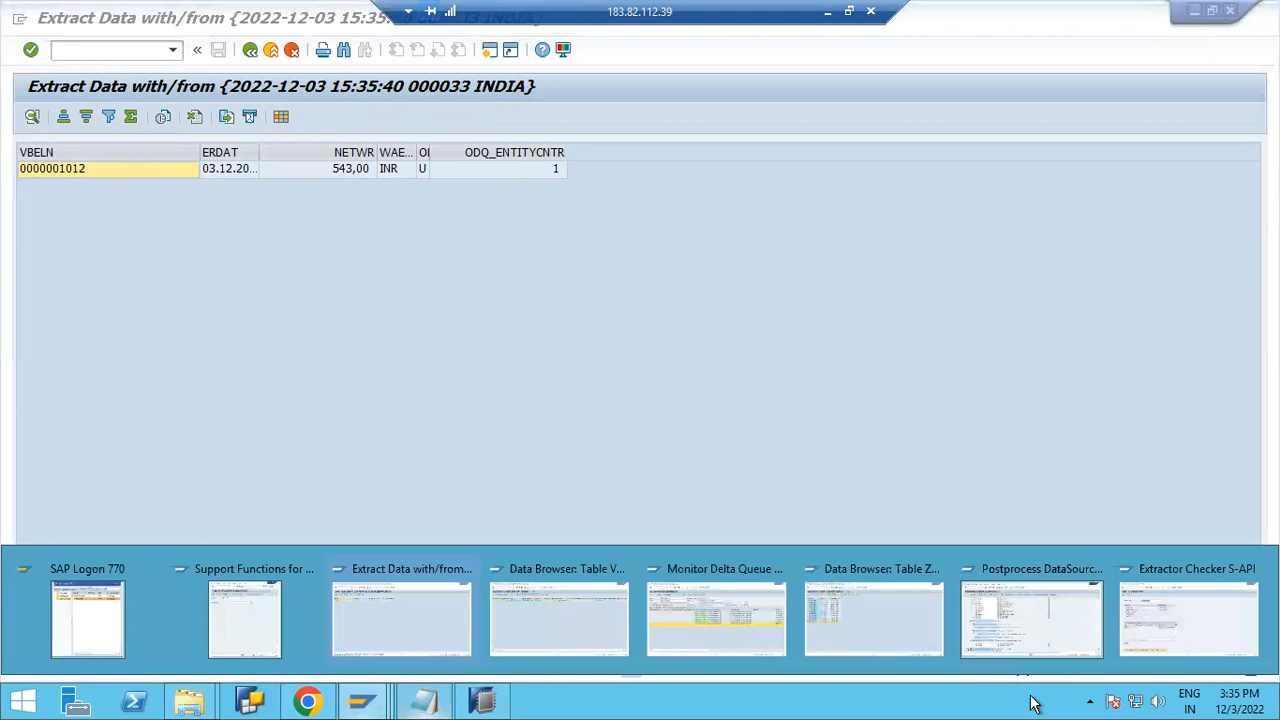 Extract Data with/from {2022-12-03 15:35:40 000033 INDIA}
183.82.112.39
Extract Data with/from {2022-12-03 15:35:40 000033 INDIA}
VBELN ERDAT NETWR WAE... OI ODQ_ENTITYCNTR
0000001012 03.12.20... 543,00 INR U 1
SAP Logon 770 Support Functions for ... Extract Data with/from... Data Browser: Table V... Monitor Delta Queue ... Data Browser: Table Z... Postprocess DataSourc... Extractor Checker S-API
ENG 3:35 PM
IN 12/3/2022